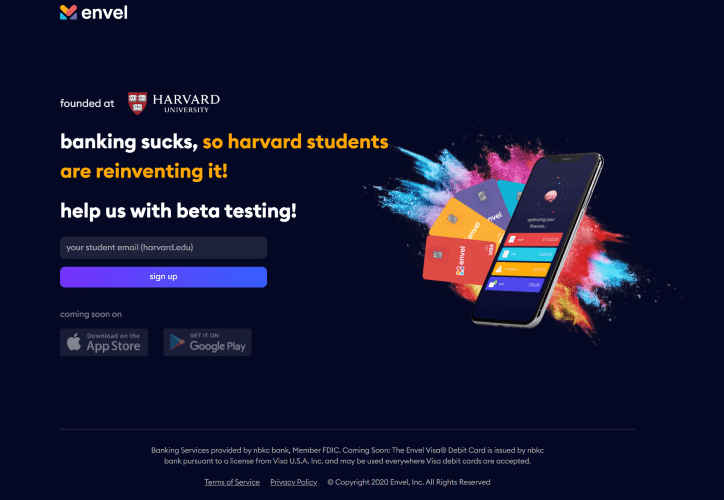 envel
founded at HARVARD
UNIVERSITY
banking sucks, so harvard students
are reinventing it!
help us with beta testing!
your student email (harvard.edu)
sign up
coming soon on
Download on the
App Store
GET IT ON
Google Play
envel
VISA
envel
optimizing your
finances...
Banking Services provided by nbkc bank, Member FDIC. Coming Soon: The Envel Visa® Debit Card is issued by nbkc
bank pursuant to a license from Visa U.S.A. Inc. and may be used everywhere Visa debit cards are accepted.
Terms of Service Privacy Policy © Copyright 2020 Envel, Inc. All Rights Reserved